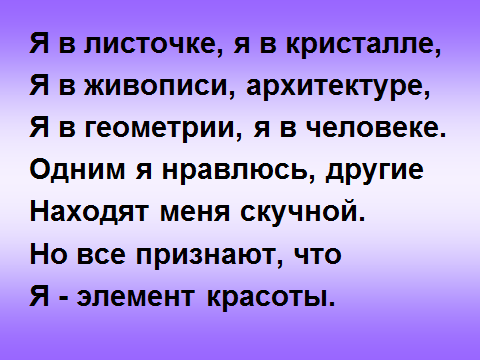 Я в листочке, я в кристалле,
Я в живописи, архитектуре,
Я в геометрии, я в человеке.
Одним я нравлюсь, другие
Находят меня скучной.
Но все признают, что
Я - элемент красоты.